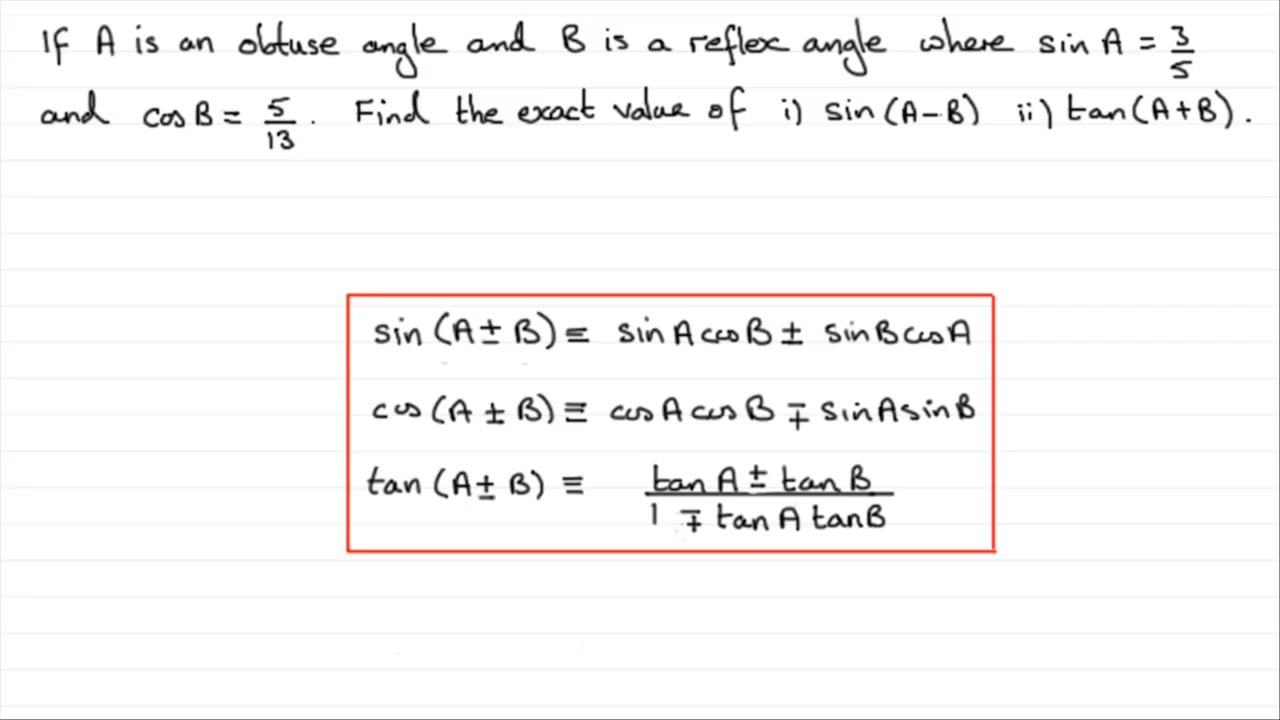 If A is an obtuse angle and B is a reflex angle where sin A = 3/5
and cos B = 5/13. Find the exact value of i) sin(A-B) ii) tan(A+B).
sin (A ± B) ≡ sin A cos B ± sin B cos A
cos (A ± B) ≡ cos A cos B ∓ sin A sin B
tan (A ± B) ≡ (tan A ± tan B)/(1 ∓ tan A tan B)